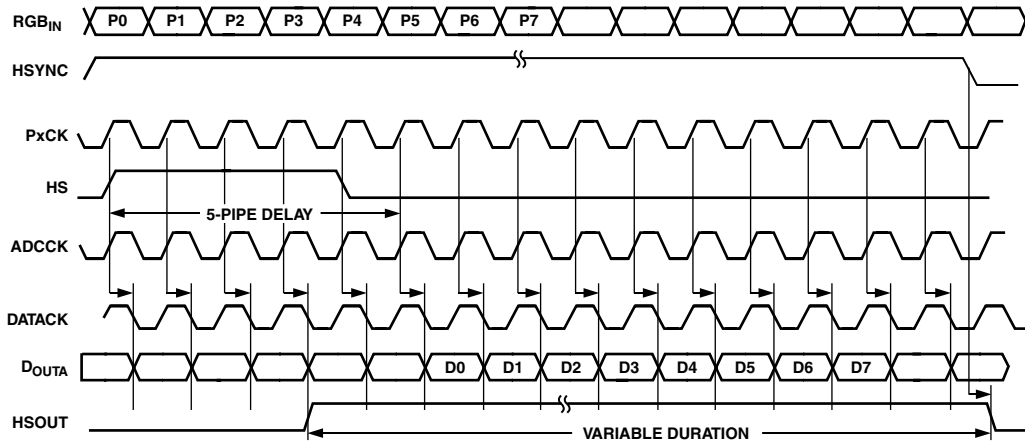 RGBIN P0 P1 P2 P3 P4 P5 P6 P7
HSYNC
PxCK
HS
5-PIPE DELAY
ADCCK
DATACK
DOUTA D0 D1 D2 D3 D4 D5 D6 D7
HSOUT
VARIABLE DURATION